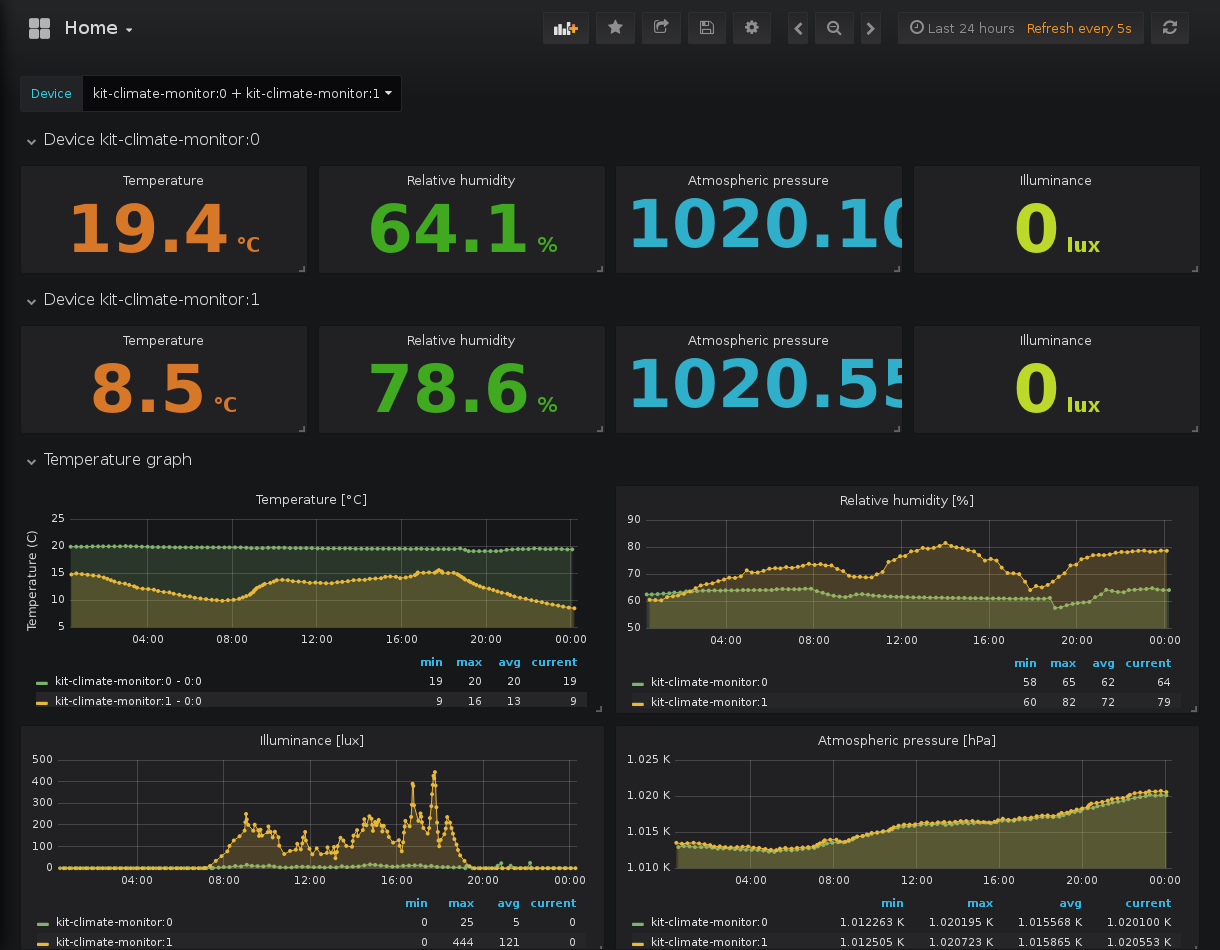 Home
Last 24 hours Refresh every 5s
Device kit-climate-monitor:0 + kit-climate-monitor:1
Device kit-climate-monitor:0
Temperature Relative humidity Atmospheric pressure Illuminance
19.4 °C 64.1 % 1020.10 0 lux
Device kit-climate-monitor:1
Temperature Relative humidity Atmospheric pressure Illuminance
8.5 °C 78.6 % 1020.55 0 lux
Temperature graph
Temperature [°C]
Temperature (C)
25
20
15
10
5
04:00 08:00 12:00 16:00 20:00 00:00
min max avg current
kit-climate-monitor:0 - 0:0 19 20 20 19
kit-climate-monitor:1 - 0:0 9 16 13 9
Relative humidity [%]
90
80
70
60
50
04:00 08:00 12:00 16:00 20:00 00:00
min max avg current
kit-climate-monitor:0 58 65 62 64
kit-climate-monitor:1 60 82 72 79
Illuminance [lux]
500
400
300
200
100
0
04:00 08:00 12:00 16:00 20:00 00:00
min max avg current
kit-climate-monitor:0 0 25 5 0
kit-climate-monitor:1 0 444 121 0
Atmospheric pressure [hPa]
1.025 K
1.020 K
1.015 K
1.010 K
04:00 08:00 12:00 16:00 20:00 00:00
min max avg current
kit-climate-monitor:0 1.012263 K 1.020195 K 1.015568 K 1.020100 K
kit-climate-monitor:1 1.012505 K 1.020723 K 1.015865 K 1.020553 K